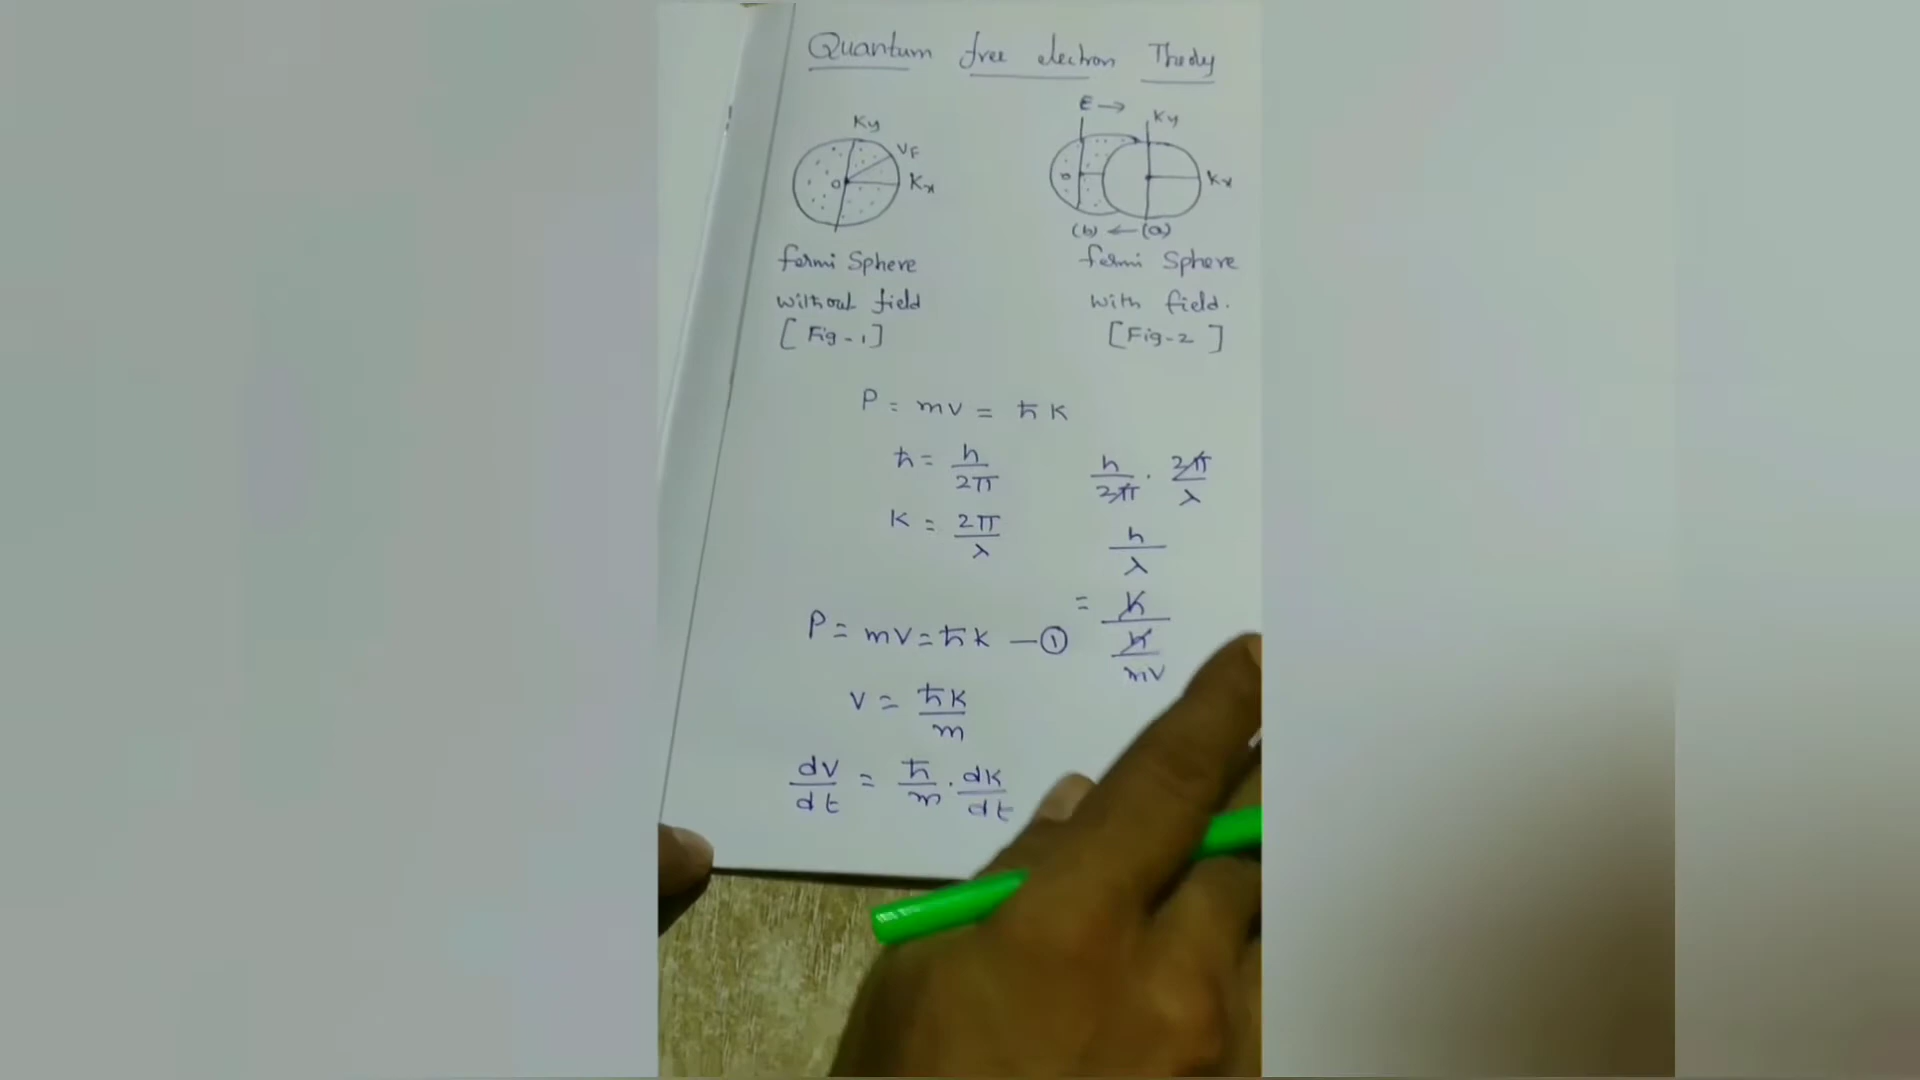 Quantum free electron Theory
Ky
VF
O
Kx
Fermi Sphere
without field
[Fig-1]
E →
Ky
o
Kx
(b) ← (a)
Fermi Sphere
with field.
[Fig-2]
P = mv = ℏ K
ℏ = h / 2π
K = 2π / λ
h / 2π · 2π / λ
h / λ
= h / h / mv
P = mv = ℏ K — ①
v = ℏK / m
dv / dt = ℏ / m · dK / dt